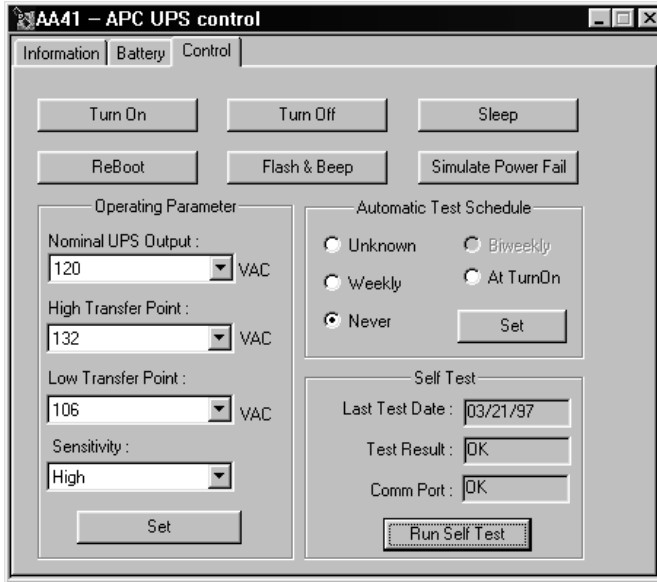 AA41 – APC UPS control
Information Battery Control
Turn On Turn Off Sleep
ReBoot Flash & Beep Simulate Power Fail
Operating Parameter
Nominal UPS Output :
120 VAC
High Transfer Point :
132 VAC
Low Transfer Point :
106 VAC
Sensitivity :
High
Set
Automatic Test Schedule
Unknown Biweekly
Weekly At TurnOn
Never Set
Self Test
Last Test Date : 03/21/97
Test Result : OK
Comm Port : OK
Run Self Test